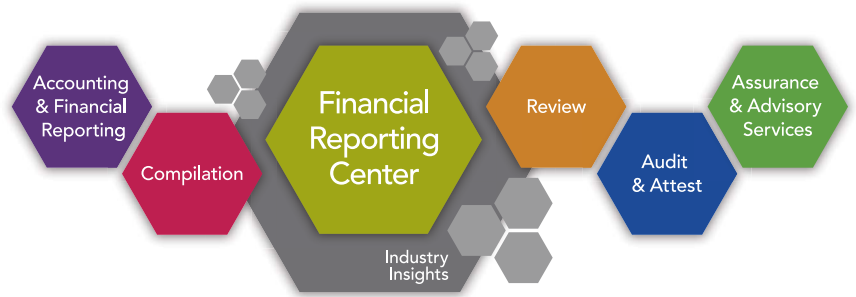 Accounting
& Financial
Reporting
Compilation
Financial
Reporting
Center
Industry
Insights
Review
Audit
& Attest
Assurance
& Advisory
Services